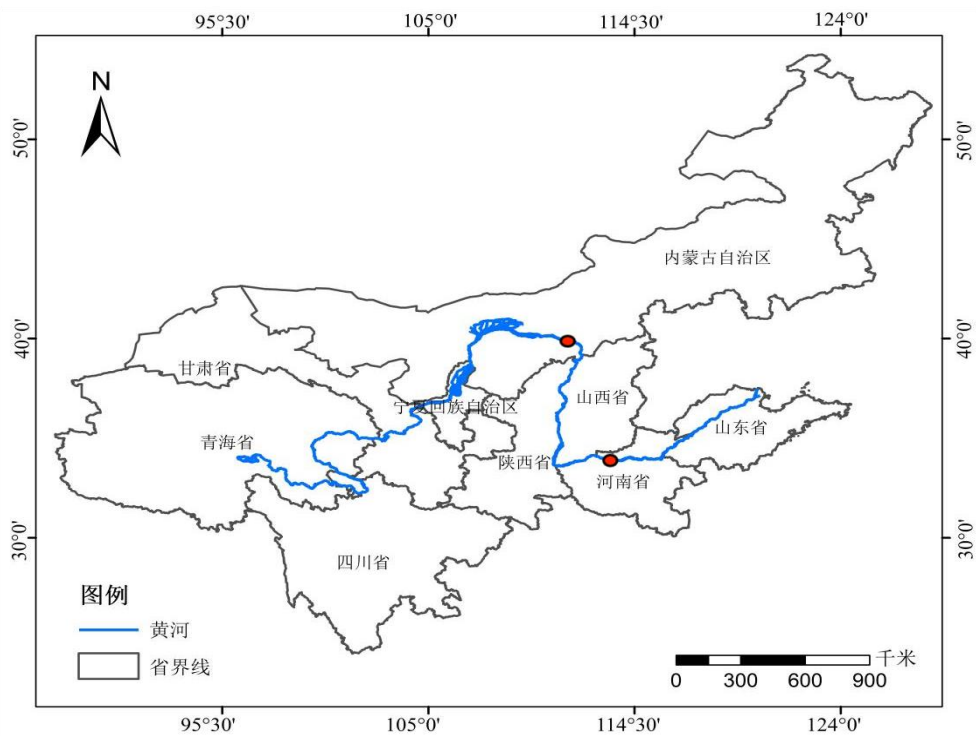 95°30'
105°0'
114°30'
124°0'
N
50°0'
50°0'
内蒙古自治区
40°0'
40°0'
甘肃省
宁夏回族自治区
山西省
山东省
青海省
陕西省
河南省
30°0'
30°0'
四川省
图例
黄河
省界线
千米
0 300 600 900
95°30'
105°0'
114°30'
124°0'